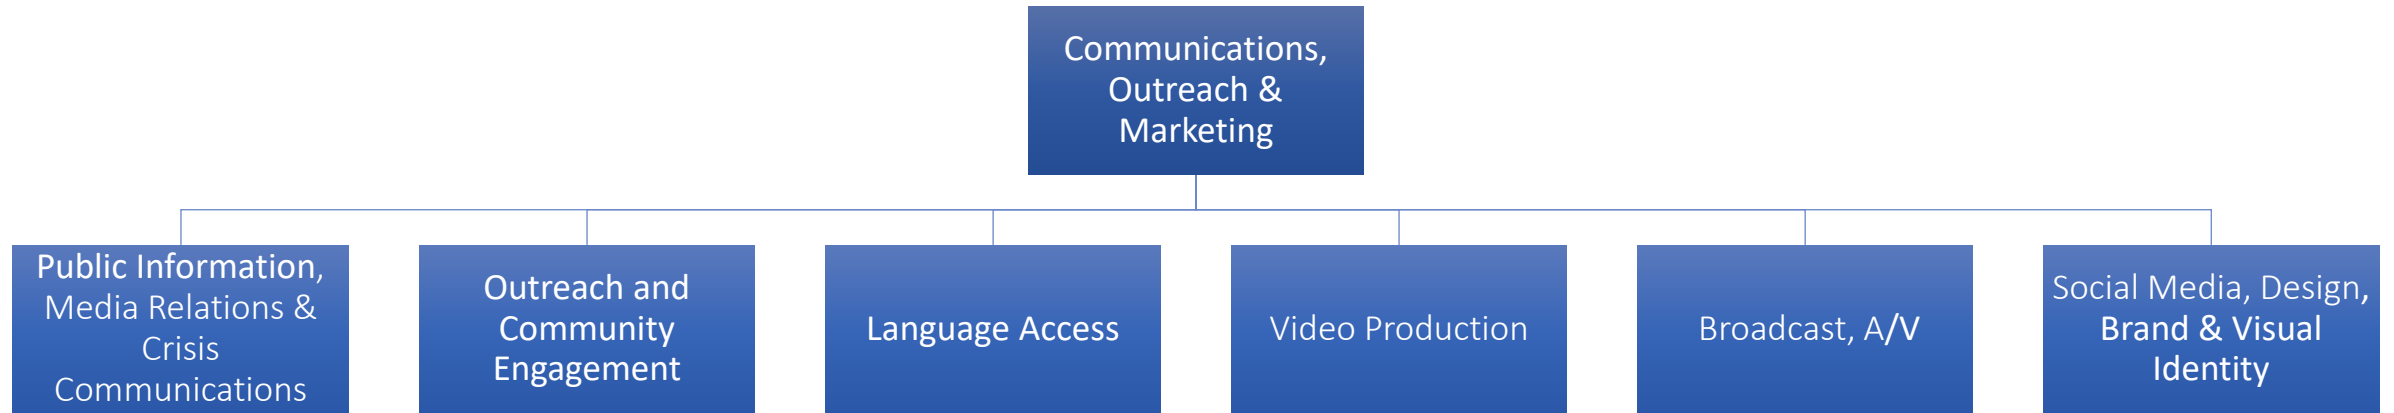 Communications,
Outreach &
Marketing
Public Information,
Media Relations &
Crisis
Communications
Outreach and
Community
Engagement
Language Access
Video Production
Broadcast, A/V
Social Media, Design,
Brand & Visual
Identity